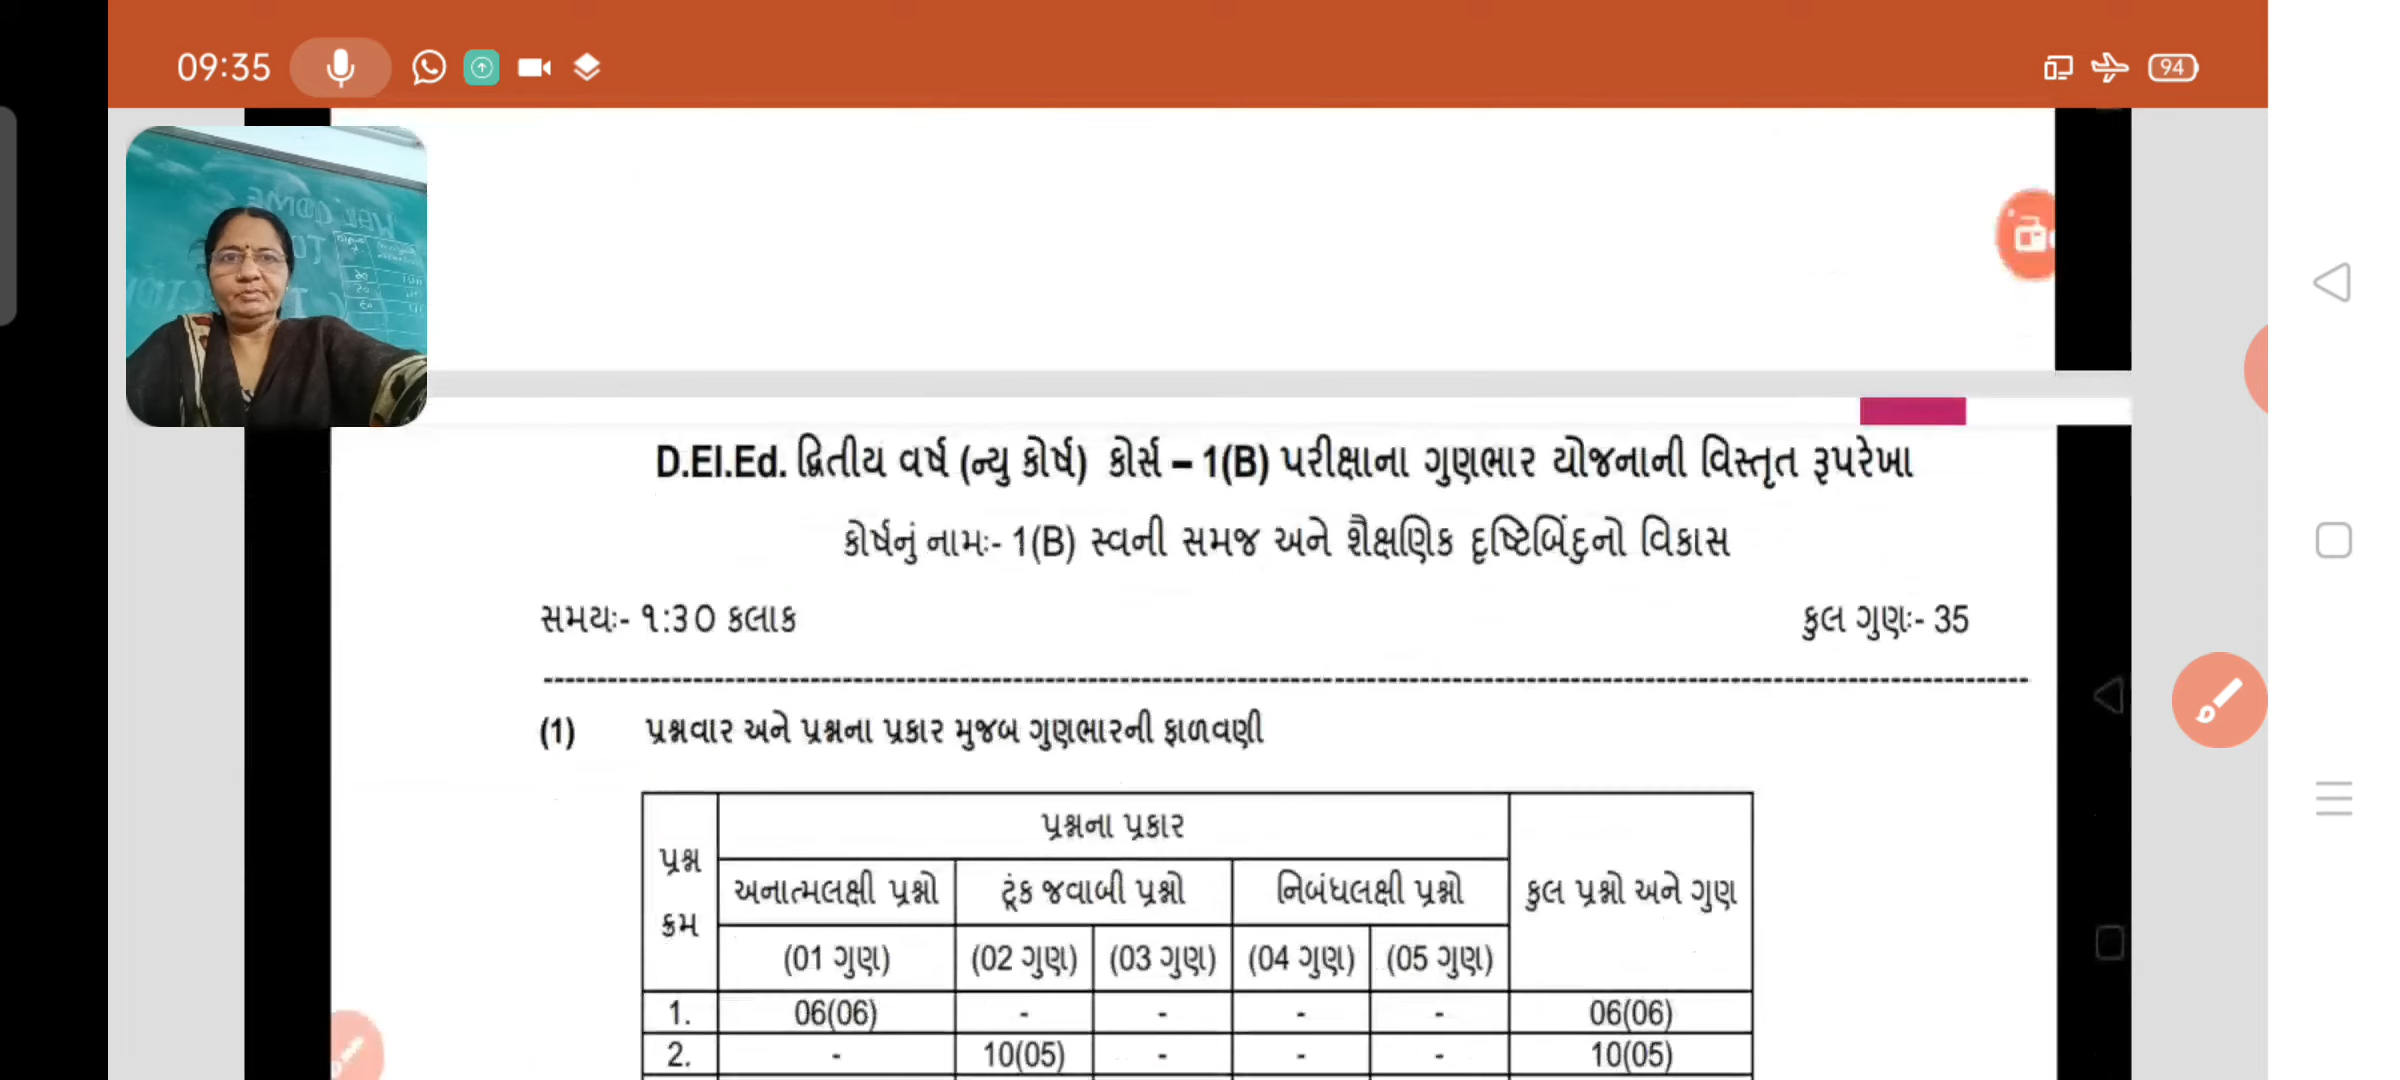 09:35
94
D.El.Ed. દ્વિતીય વર્ષ (ન્યુ કોર્ષ) કોર્સ – 1(B) પરીક્ષાના ગુણભાર યોજનાની વિસ્તૃત રૂપરેખા
કોર્ષનું નામઃ- 1(B) સ્વની સમજ અને શૈક્ષણિક દૃષ્ટિબિંદુનો વિકાસ
સમયઃ- ૧:૩૦ કલાક કુલ ગુણઃ- 35
(1) પ્રશ્નવાર અને પ્રશ્નના પ્રકાર મુજબ ગુણભારની ફાળવણી
પ્રશ્ન ક્રમ
પ્રશ્નના પ્રકાર
અનાત્મલક્ષી પ્રશ્નો ટૂંક જવાબી પ્રશ્નો નિબંધલક્ષી પ્રશ્નો કુલ પ્રશ્નો અને ગુણ
(01 ગુણ) (02 ગુણ) (03 ગુણ) (04 ગુણ) (05 ગુણ)
1. 06(06) - - - - 06(06)
2. - 10(05) - - - 10(05)